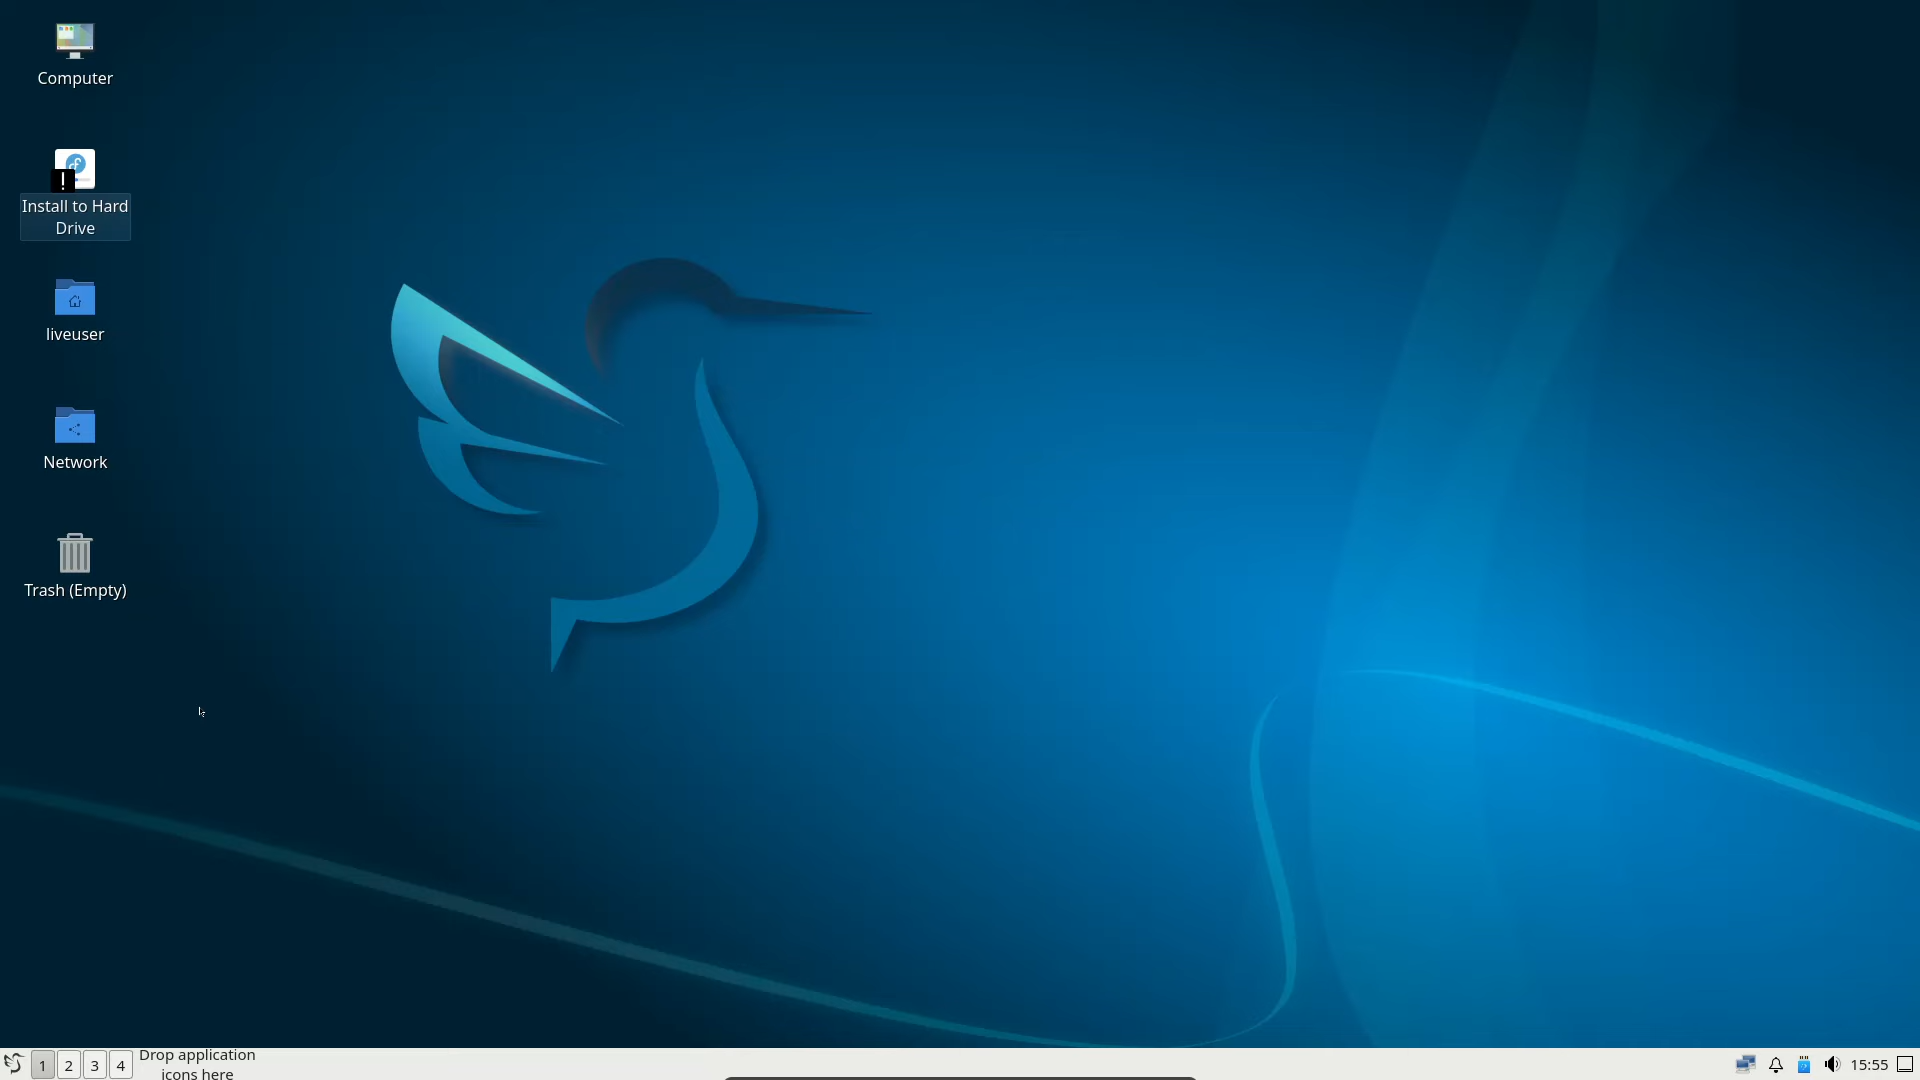 Computer
!
Install to Hard
Drive
liveuser
Network
Trash (Empty)
1 2 3 4
Drop application
icons here
15:55